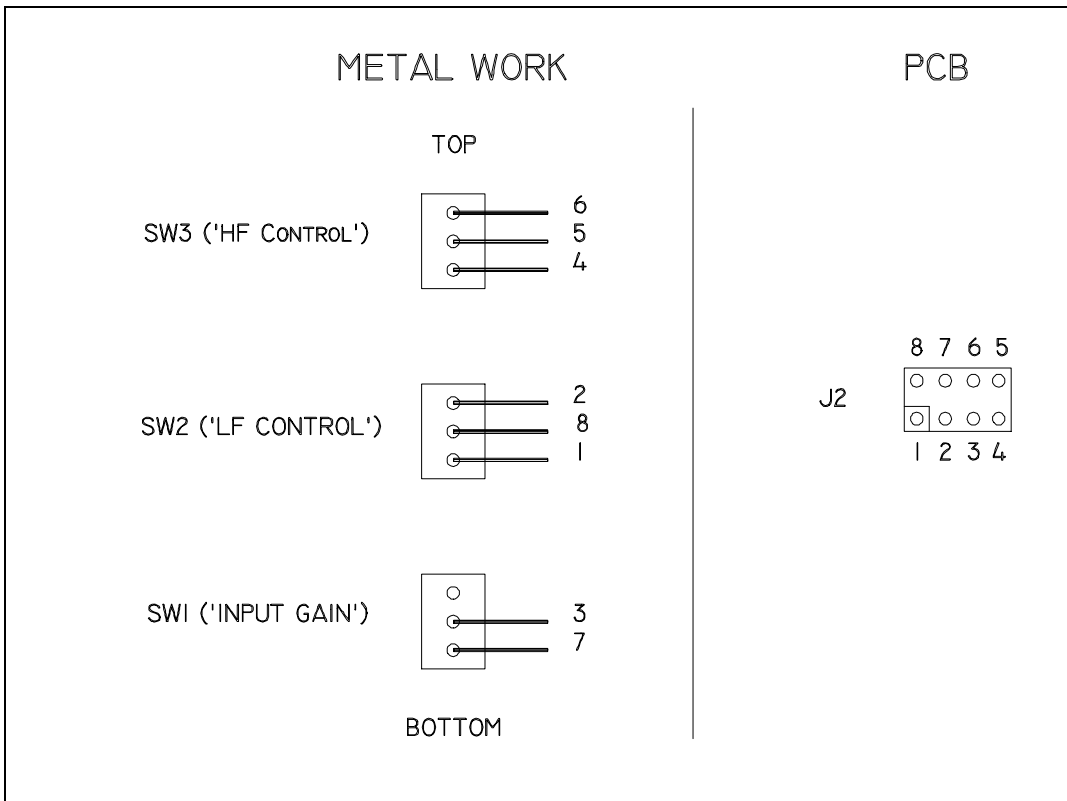 METAL WORK
PCB
TOP
SW3 ('HF CONTROL')
6
5
4
SW2 ('LF CONTROL')
2
8
1
SW1 ('INPUT GAIN')
3
7
BOTTOM
J2
8 7 6 5
1 2 3 4